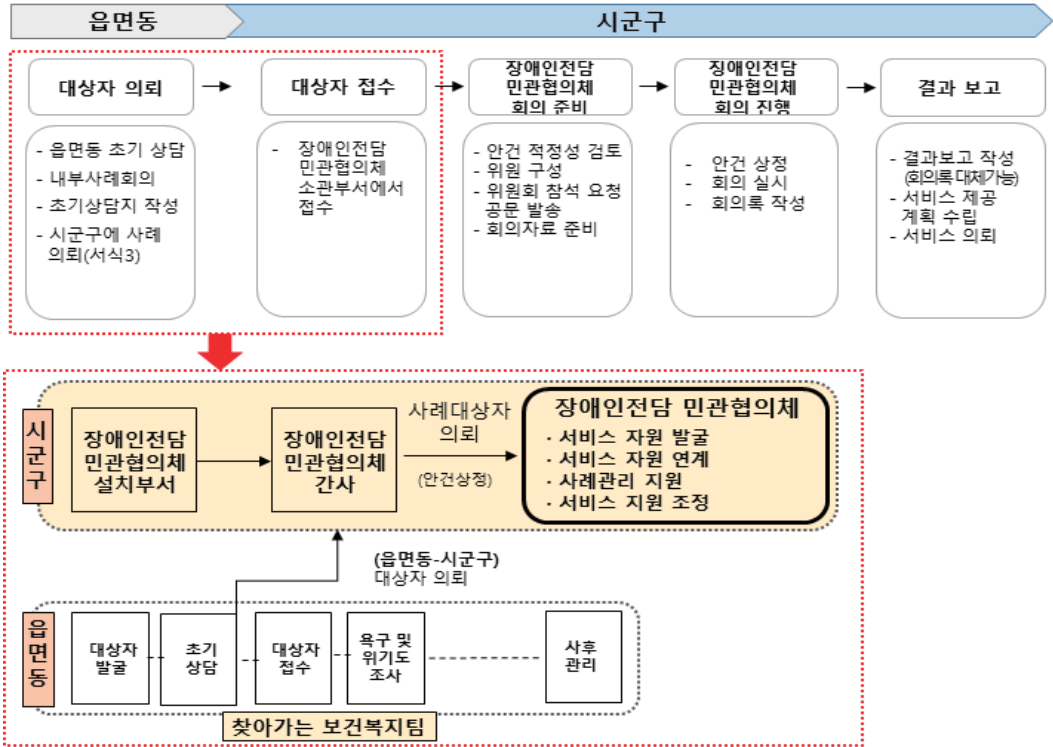 읍면동
시군구
대상자 의뢰
대상자 접수
장애인전담
민관협의체
회의 준비
징애인전담
민관협의체
회의 진행
결과 보고
- 읍면동 초기 상담
- 내부사례회의
- 초기상담지 작성
- 시군구에 사례
의뢰(서식3)
- 장애인전담
민관협의체
소관부서에서
접수
- 안건 적정성 검토
- 위원 구성
- 위원회 참석 요청
공문 발송
- 회의자료 준비
- 안건 상정
- 회의 실시
- 회의록 작성
- 결과보고 작성
(회의록 대체가능)
- 서비스 제공
계획 수립
- 서비스 의뢰
시군구
장애인전담
민관협의체
설치부서
장애인전담
민관협의체
간사
사례대상자
의뢰
(안건상정)
장애인전담 민관협의체
· 서비스 자원 발굴
· 서비스 자원 연계
· 사례관리 지원
· 서비스 지원 조정
(읍면동-시군구)
대상자 의뢰
읍면동
대상자
발굴
초기
상담
대상자
접수
욕구 및
위기도
조사
사후
관리
찾아가는 보건복지팀